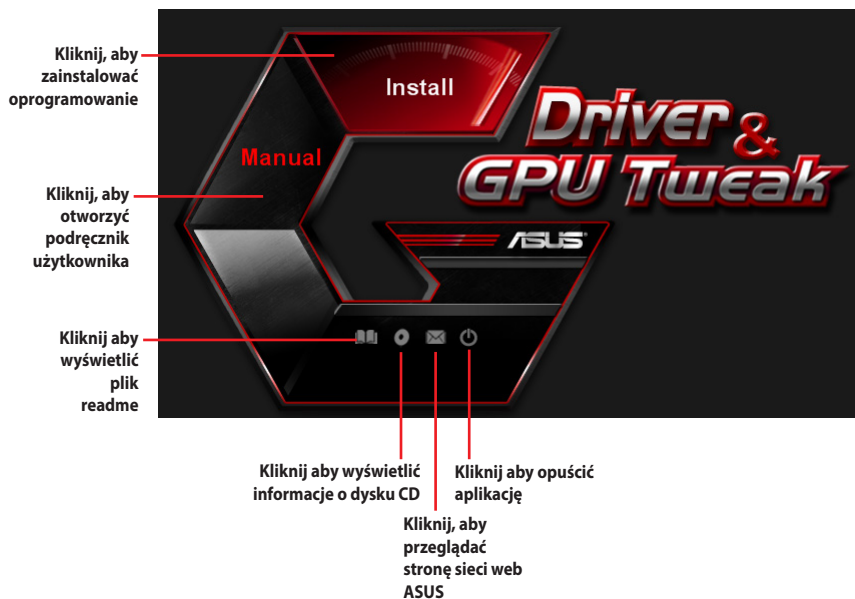 Kliknij, aby
zainstalować
oprogramowanie
Install
Driver &
GPU Tweak
Manual
Kliknij, aby
otworzyć
podręcznik
użytkownika
ASUS
Kliknij aby
wyświetlić
plik
readme
Kliknij aby wyświetlić
informacje o dysku CD
Kliknij aby opuścić
aplikację
Kliknij, aby
przeglądać
stronę sieci web
ASUS